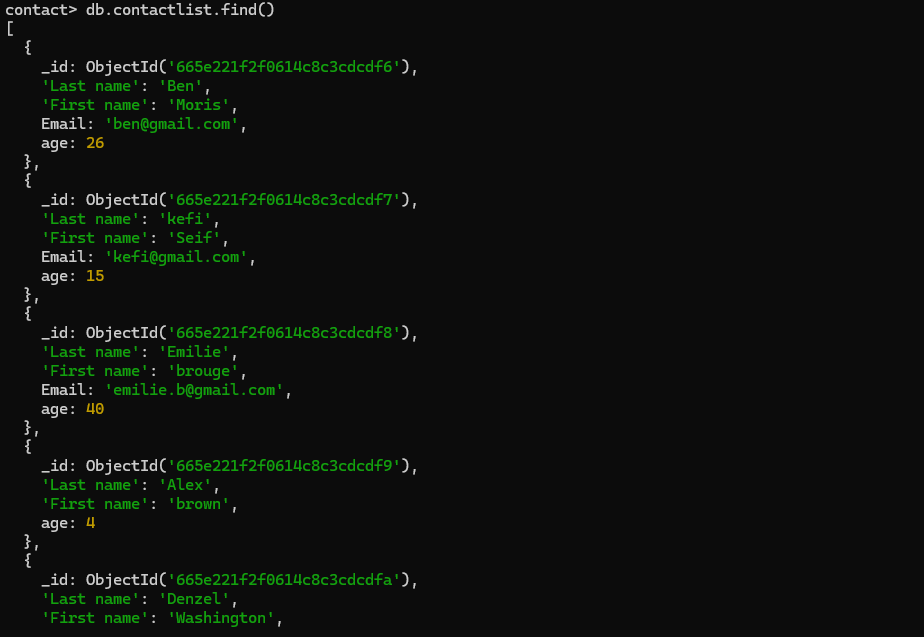 contact> db.contactlist.find()
[
  {
    _id: ObjectId('665e221f2f0614c8c3cdcdf6'),
    'Last name': 'Ben',
    'First name': 'Moris',
    Email: 'ben@gmail.com',
    age: 26
  },
  {
    _id: ObjectId('665e221f2f0614c8c3cdcdf7'),
    'Last name': 'kefi',
    'First name': 'Seif',
    Email: 'kefi@gmail.com',
    age: 15
  },
  {
    _id: ObjectId('665e221f2f0614c8c3cdcdf8'),
    'Last name': 'Emilie',
    'First name': 'brouge',
    Email: 'emilie.b@gmail.com',
    age: 40
  },
  {
    _id: ObjectId('665e221f2f0614c8c3cdcdf9'),
    'Last name': 'Alex',
    'First name': 'brown',
    age: 4
  },
  {
    _id: ObjectId('665e221f2f0614c8c3cdcdfa'),
    'Last name': 'Denzel',
    'First name': 'Washington',